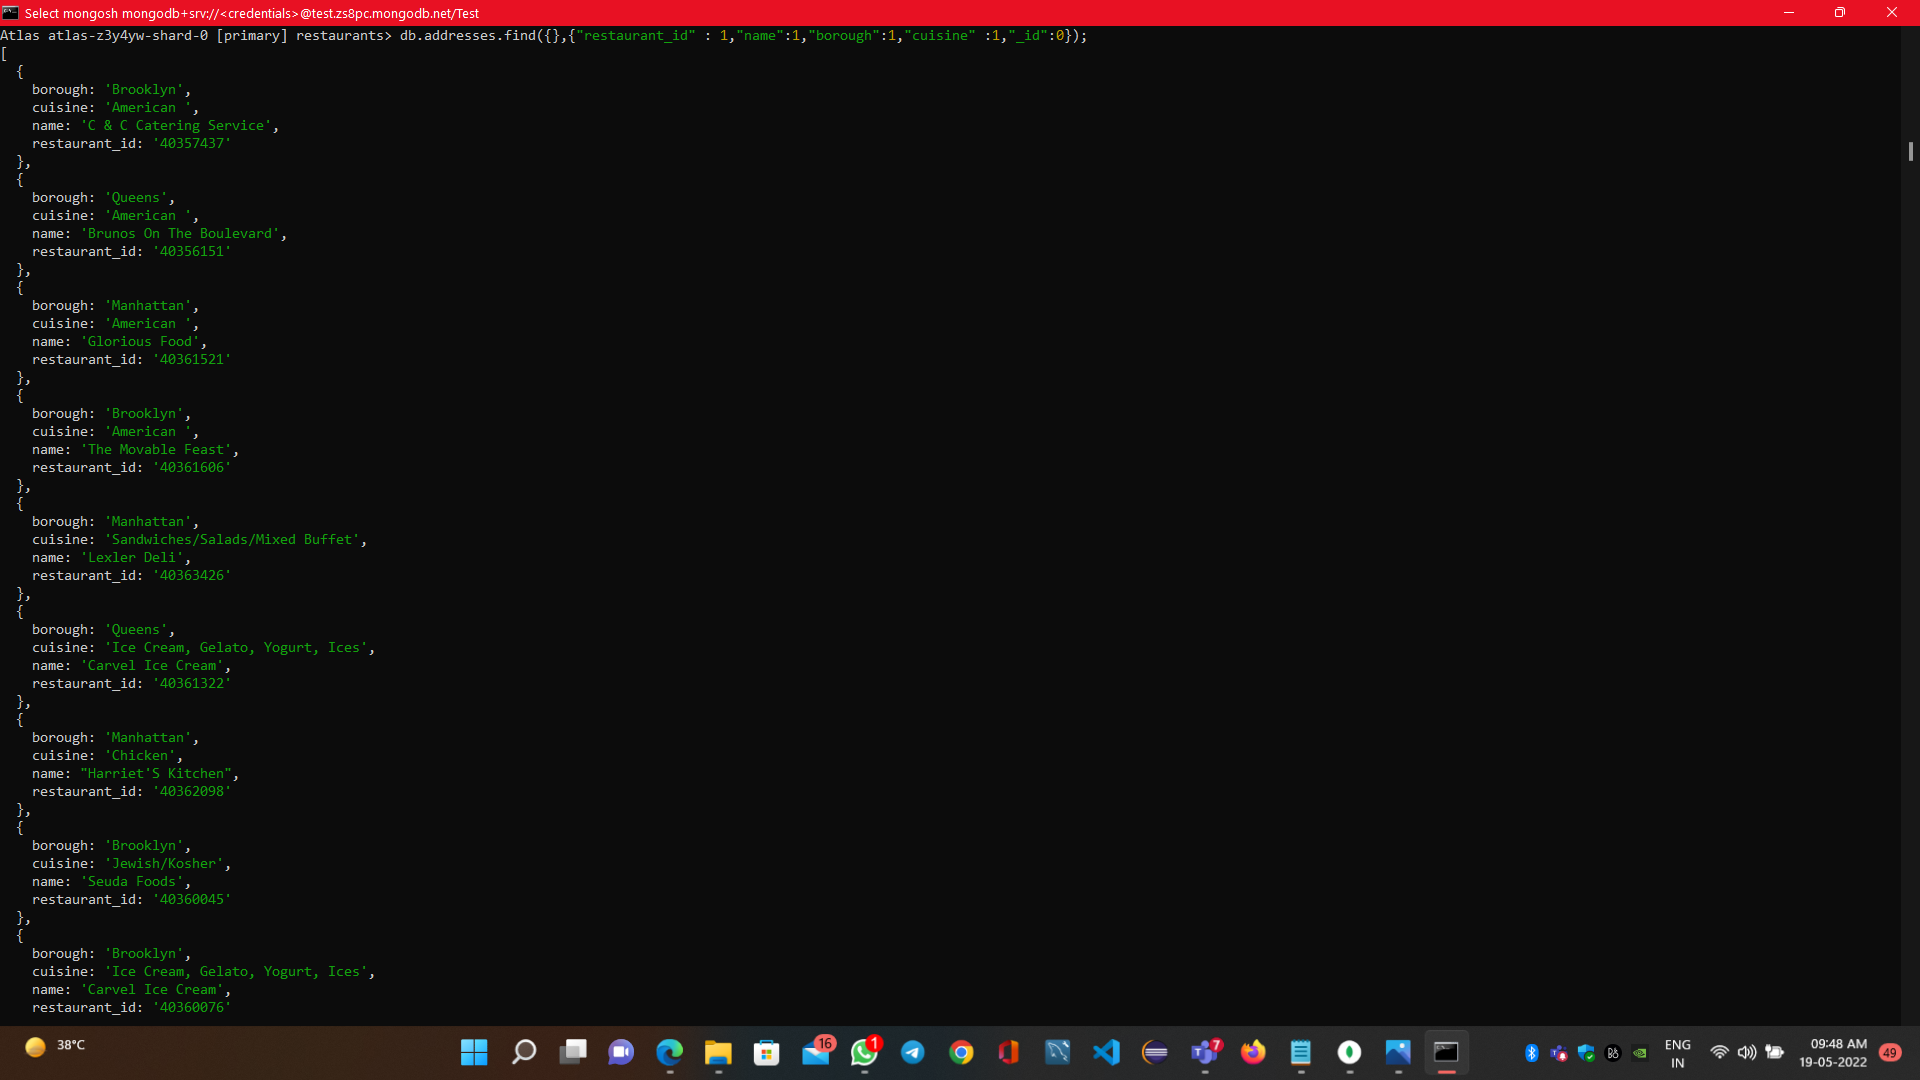 Select mongosh mongodb+srv://<credentials>@test.zs8pc.mongodb.net/Test
Atlas atlas-z3y4yw-shard-0 [primary] restaurants> db.addresses.find({},{"restaurant_id" : 1,"name":1,"borough":1,"cuisine" :1,"_id":0});
[
  {
    borough: 'Brooklyn',
    cuisine: 'American ',
    name: 'C & C Catering Service',
    restaurant_id: '40357437'
  },
  {
    borough: 'Queens',
    cuisine: 'American ',
    name: 'Brunos On The Boulevard',
    restaurant_id: '40356151'
  },
  {
    borough: 'Manhattan',
    cuisine: 'American ',
    name: 'Glorious Food',
    restaurant_id: '40361521'
  },
  {
    borough: 'Brooklyn',
    cuisine: 'American ',
    name: 'The Movable Feast',
    restaurant_id: '40361606'
  },
  {
    borough: 'Manhattan',
    cuisine: 'Sandwiches/Salads/Mixed Buffet',
    name: 'Lexler Deli',
    restaurant_id: '40363426'
  },
  {
    borough: 'Queens',
    cuisine: 'Ice Cream, Gelato, Yogurt, Ices',
    name: 'Carvel Ice Cream',
    restaurant_id: '40361322'
  },
  {
    borough: 'Manhattan',
    cuisine: 'Chicken',
    name: "Harriet'S Kitchen",
    restaurant_id: '40362098'
  },
  {
    borough: 'Brooklyn',
    cuisine: 'Jewish/Kosher',
    name: 'Seuda Foods',
    restaurant_id: '40360045'
  },
  {
    borough: 'Brooklyn',
    cuisine: 'Ice Cream, Gelato, Yogurt, Ices',
    name: 'Carvel Ice Cream',
    restaurant_id: '40360076'
38°C
16
1
7
ENG
IN
09:48 AM
19-05-2022
49